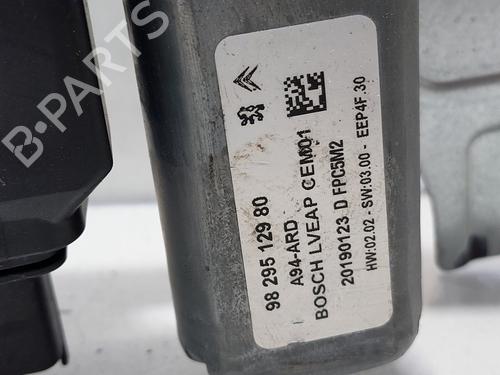 B-PARTS
98 295 129 80
A94-ARD
BOSCH LVEAP CEM01
20190123 D FPC5M2
HW:02.02 - SW:03.00 - EEP4F.30